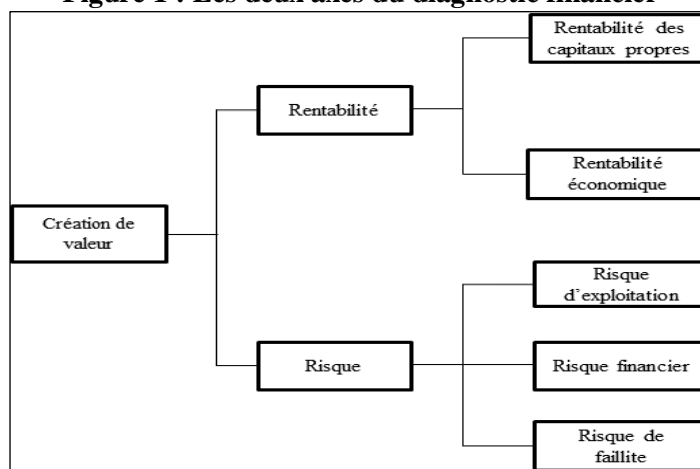 Figure 1 : Les deux axes du diagnostic financier
Rentabilité des
capitaux propres
Rentabilité
Rentabilité
économique
Création de
valeur
Risque
d'exploitation
Risque
Risque financier
Risque de
faillite